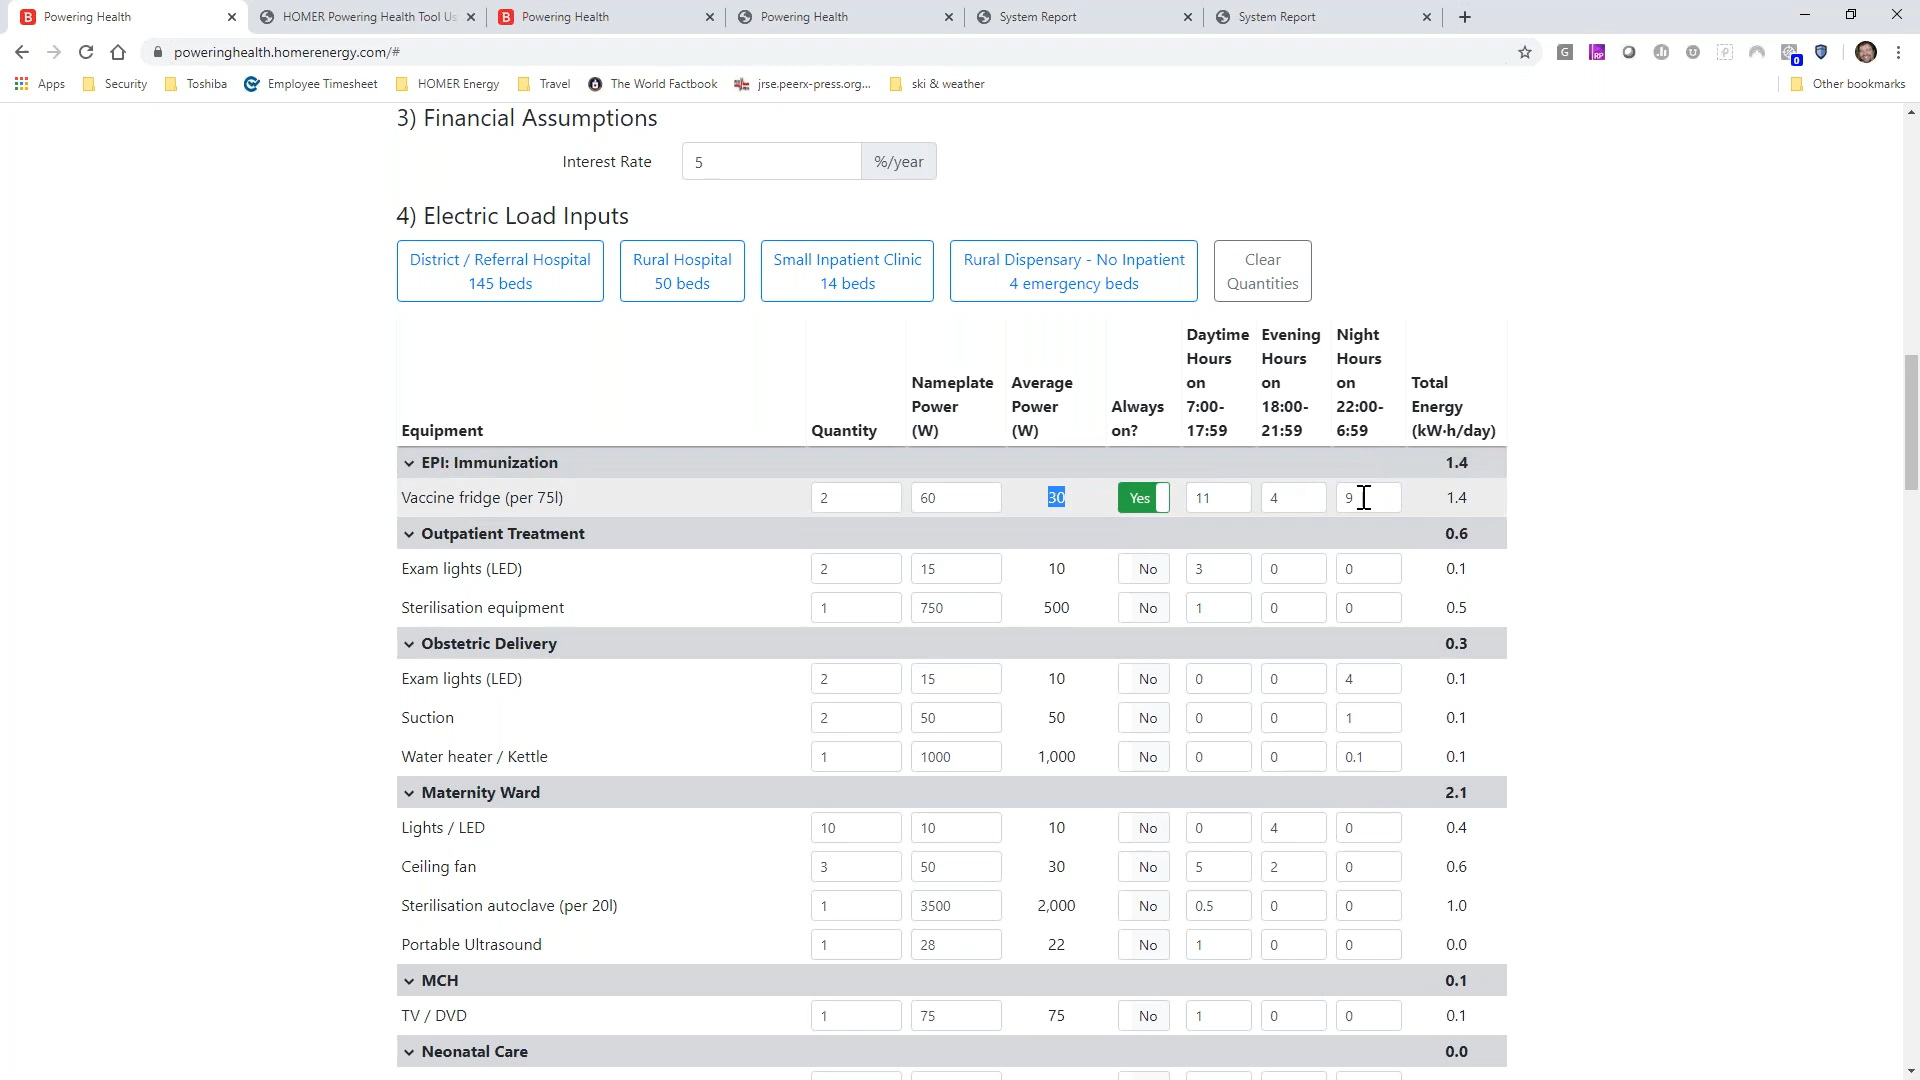 Powering Health
HOMER Powering Health Tool Us
Powering Health
Powering Health
System Report
System Report
poweringhealth.homerenergy.com/#
0
Apps
Security
Toshiba
Employee Timesheet
HOMER Energy
Travel
The World Factbook
jrse.peerx-press.org...
ski & weather
Other bookmarks
3) Financial Assumptions
Interest Rate 5 %/year
4) Electric Load Inputs
District / Referral Hospital
145 beds
Rural Hospital
50 beds
Small Inpatient Clinic
14 beds
Rural Dispensary - No Inpatient
4 emergency beds
Clear
Quantities
Equipment
Quantity
Nameplate
Power
(W)
Average
Power
(W)
Always
on?
Daytime
Hours
on
7:00-
17:59
Evening
Hours
on
18:00-
21:59
Night
Hours
on
22:00-
6:59
Total
Energy
(kW·h/day)
EPI: Immunization 1.4
Vaccine fridge (per 75l) 2 60 30 Yes 11 4 9 1.4
Outpatient Treatment 0.6
Exam lights (LED) 2 15 10 No 3 0 0 0.1
Sterilisation equipment 1 750 500 No 1 0 0 0.5
Obstetric Delivery 0.3
Exam lights (LED) 2 15 10 No 0 0 4 0.1
Suction 2 50 50 No 0 0 1 0.1
Water heater / Kettle 1 1000 1,000 No 0 0 0.1 0.1
Maternity Ward 2.1
Lights / LED 10 10 10 No 0 4 0 0.4
Ceiling fan 3 50 30 No 5 2 0 0.6
Sterilisation autoclave (per 20l) 1 3500 2,000 No 0.5 0 0 1.0
Portable Ultrasound 1 28 22 No 1 0 0 0.0
MCH 0.1
TV / DVD 1 75 75 No 1 0 0 0.1
Neonatal Care 0.0